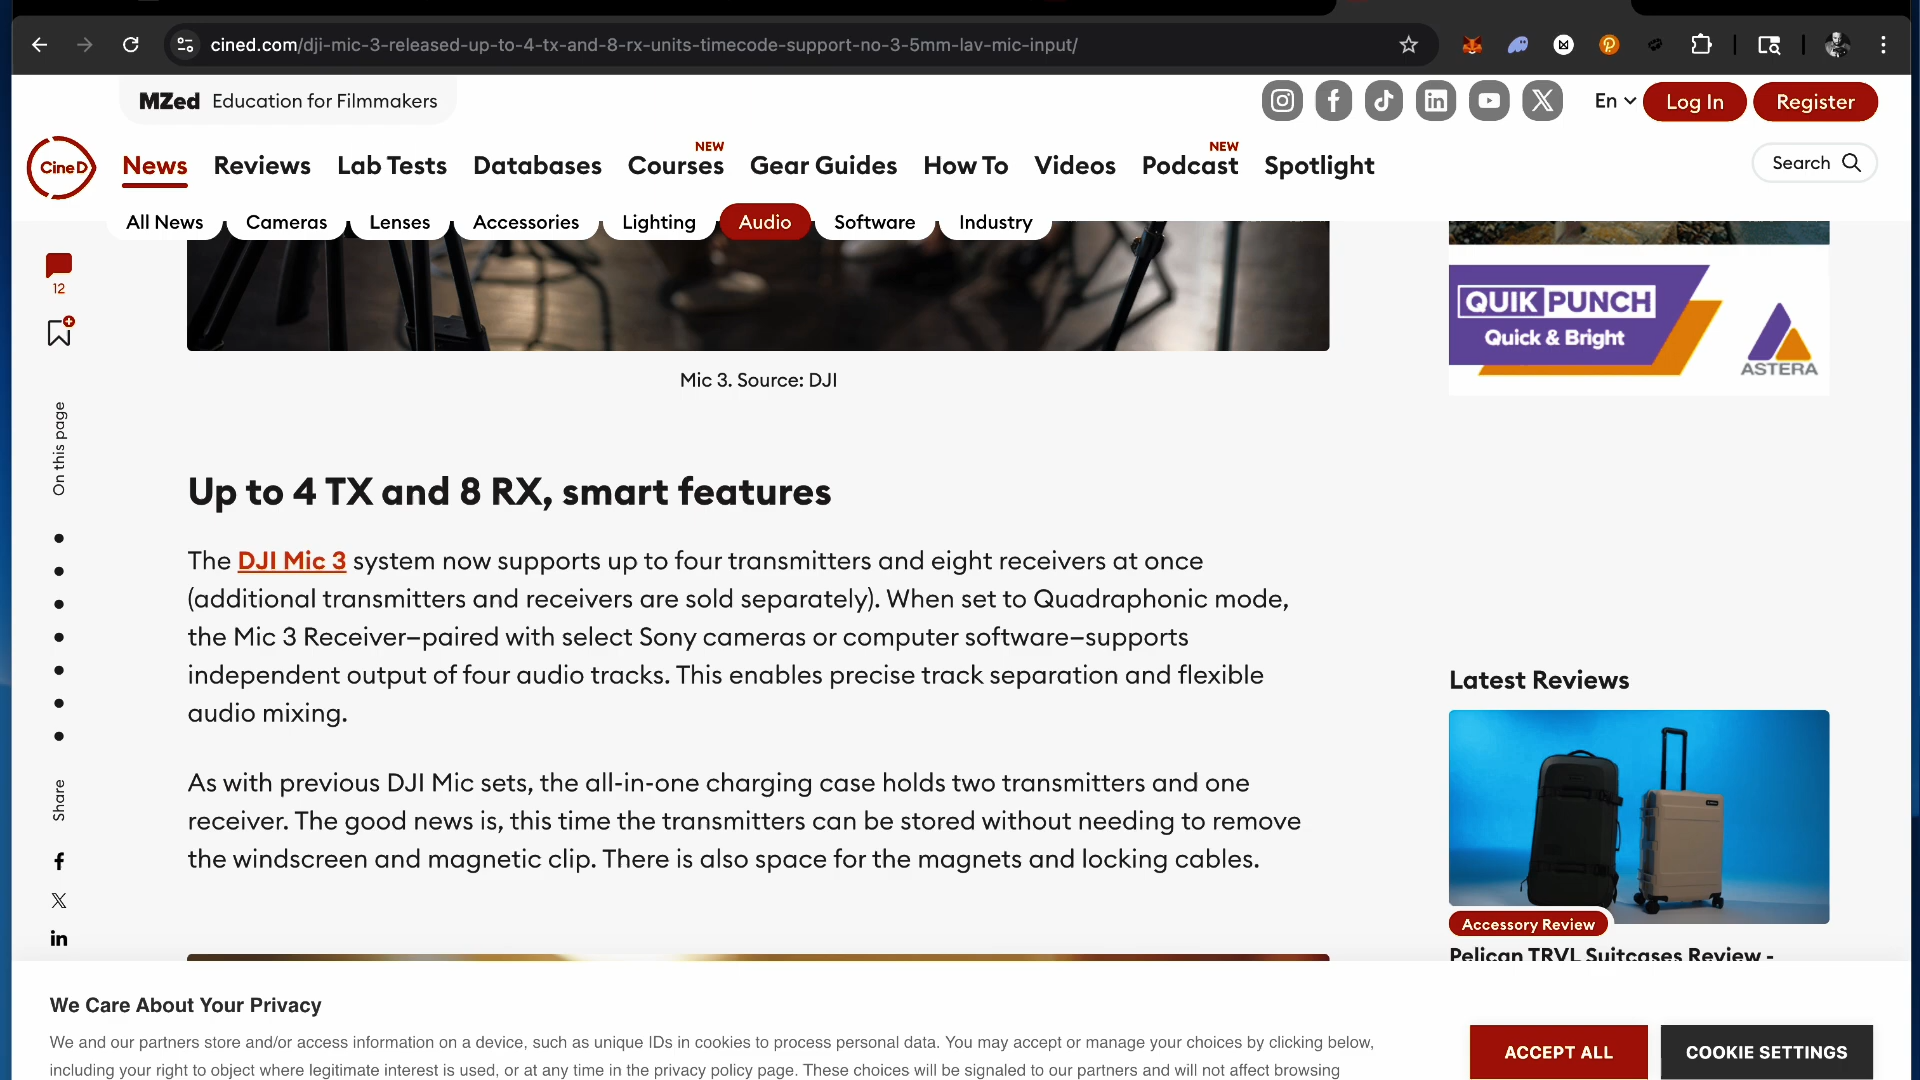 cined.com/dji-mic-3-released-up-to-4-tx-and-8-rx-units-timecode-support-no-3-5mm-lav-mic-input/
MZed Education for Filmmakers
En
Log In
Register
CineD
News
Reviews
Lab Tests
Databases
NEW
Courses
Gear Guides
How To
Videos
NEW
Podcast
Spotlight
Search
All News
Cameras
Lenses
Accessories
Lighting
Audio
Software
Industry
12
On this page
Share
QUIK PUNCH
Quick & Bright
ASTERA
Mic 3. Source: DJI
Up to 4 TX and 8 RX, smart features
The DJI Mic 3 system now supports up to four transmitters and eight receivers at once
(additional transmitters and receivers are sold separately). When set to Quadraphonic mode,
the Mic 3 Receiver—paired with select Sony cameras or computer software—supports
independent output of four audio tracks. This enables precise track separation and flexible
audio mixing.
As with previous DJI Mic sets, the all-in-one charging case holds two transmitters and one
receiver. The good news is, this time the transmitters can be stored without needing to remove
the windscreen and magnetic clip. There is also space for the magnets and locking cables.
Latest Reviews
Accessory Review
Pelican TRVL Suitcases Review -
We Care About Your Privacy
We and our partners store and/or access information on a device, such as unique IDs in cookies to process personal data. You may accept or manage your choices by clicking below,
including your right to object where legitimate interest is used, or at any time in the privacy policy page. These choices will be signaled to our partners and will not affect browsing
ACCEPT ALL
COOKIE SETTINGS